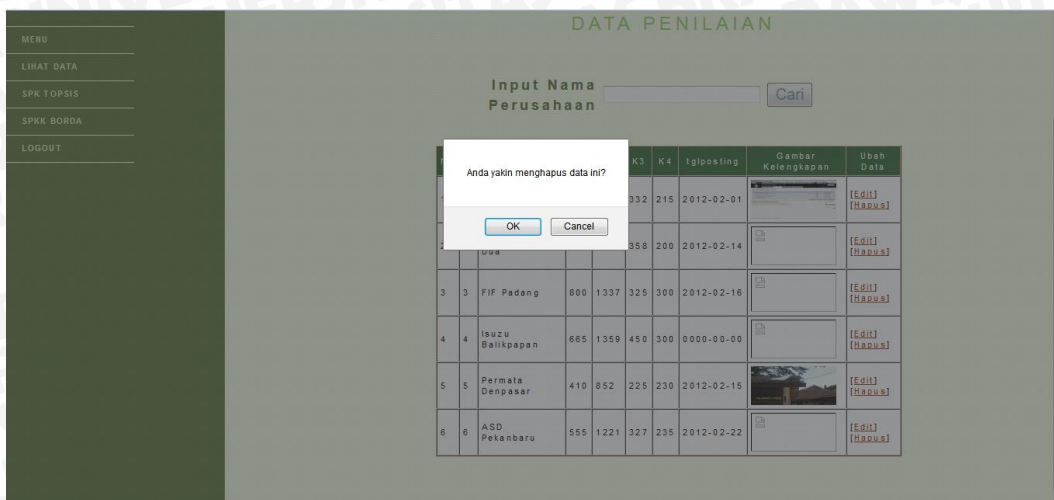 DATA PENILAIAN
MENU
LIHAT DATA
SPK TOPSIS
SPKK BORDA
LOGOUT
Input Nama
Perusahaan
Cari
K3 K4 tglposting Gambar Kelengkapan Ubah Data
Anda yakin menghapus data ini?
OK Cancel
332 215 2012-02-01 [Edit]
[Hapus]
2 Dua 358 200 2012-02-14 [Edit]
[Hapus]
3 3 FIF Padang 800 1337 325 300 2012-02-16 [Edit]
[Hapus]
4 4 Isuzu Balikpapan 665 1359 450 300 0000-00-00 [Edit]
[Hapus]
5 5 Permata Denpasar 410 852 225 230 2012-02-15 [Edit]
[Hapus]
6 6 ASD Pekanbaru 555 1221 327 235 2012-02-22 [Edit]
[Hapus]